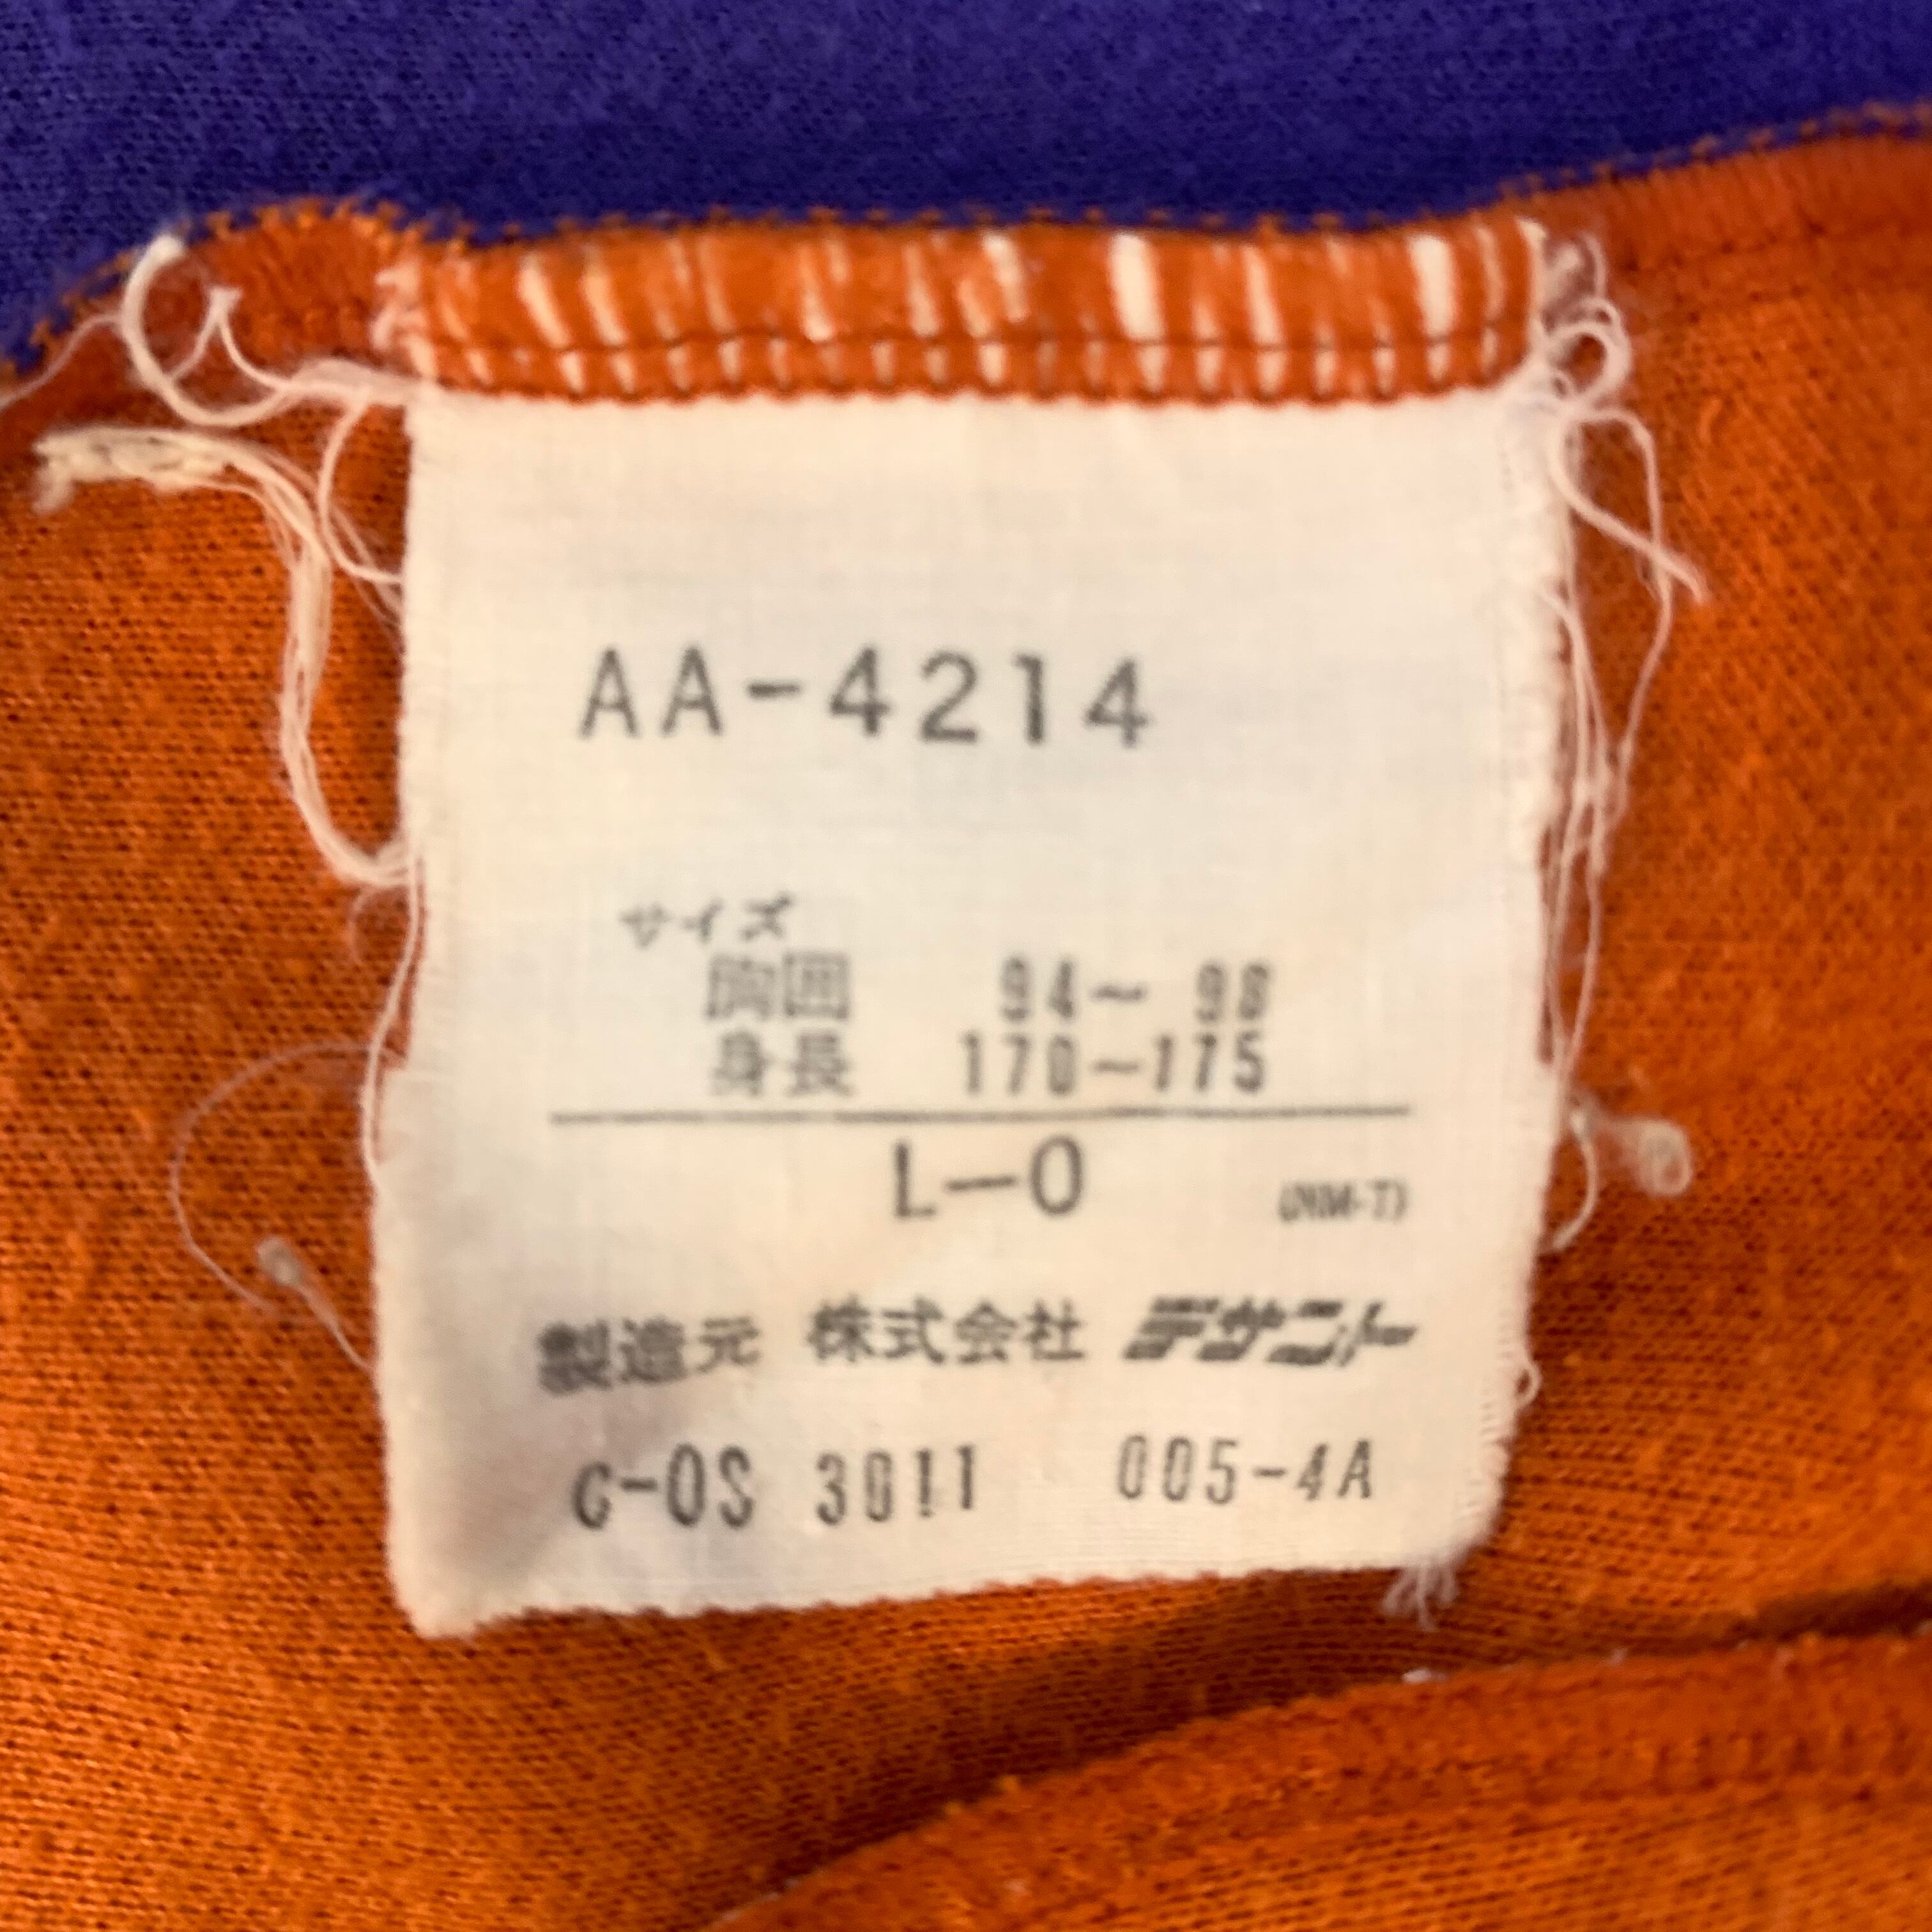 AA-4214
サイズ
胸囲 94~ 98
身長 170~175
L-O
製造元 株式会社 デサント
C-OS 3011 005-4A